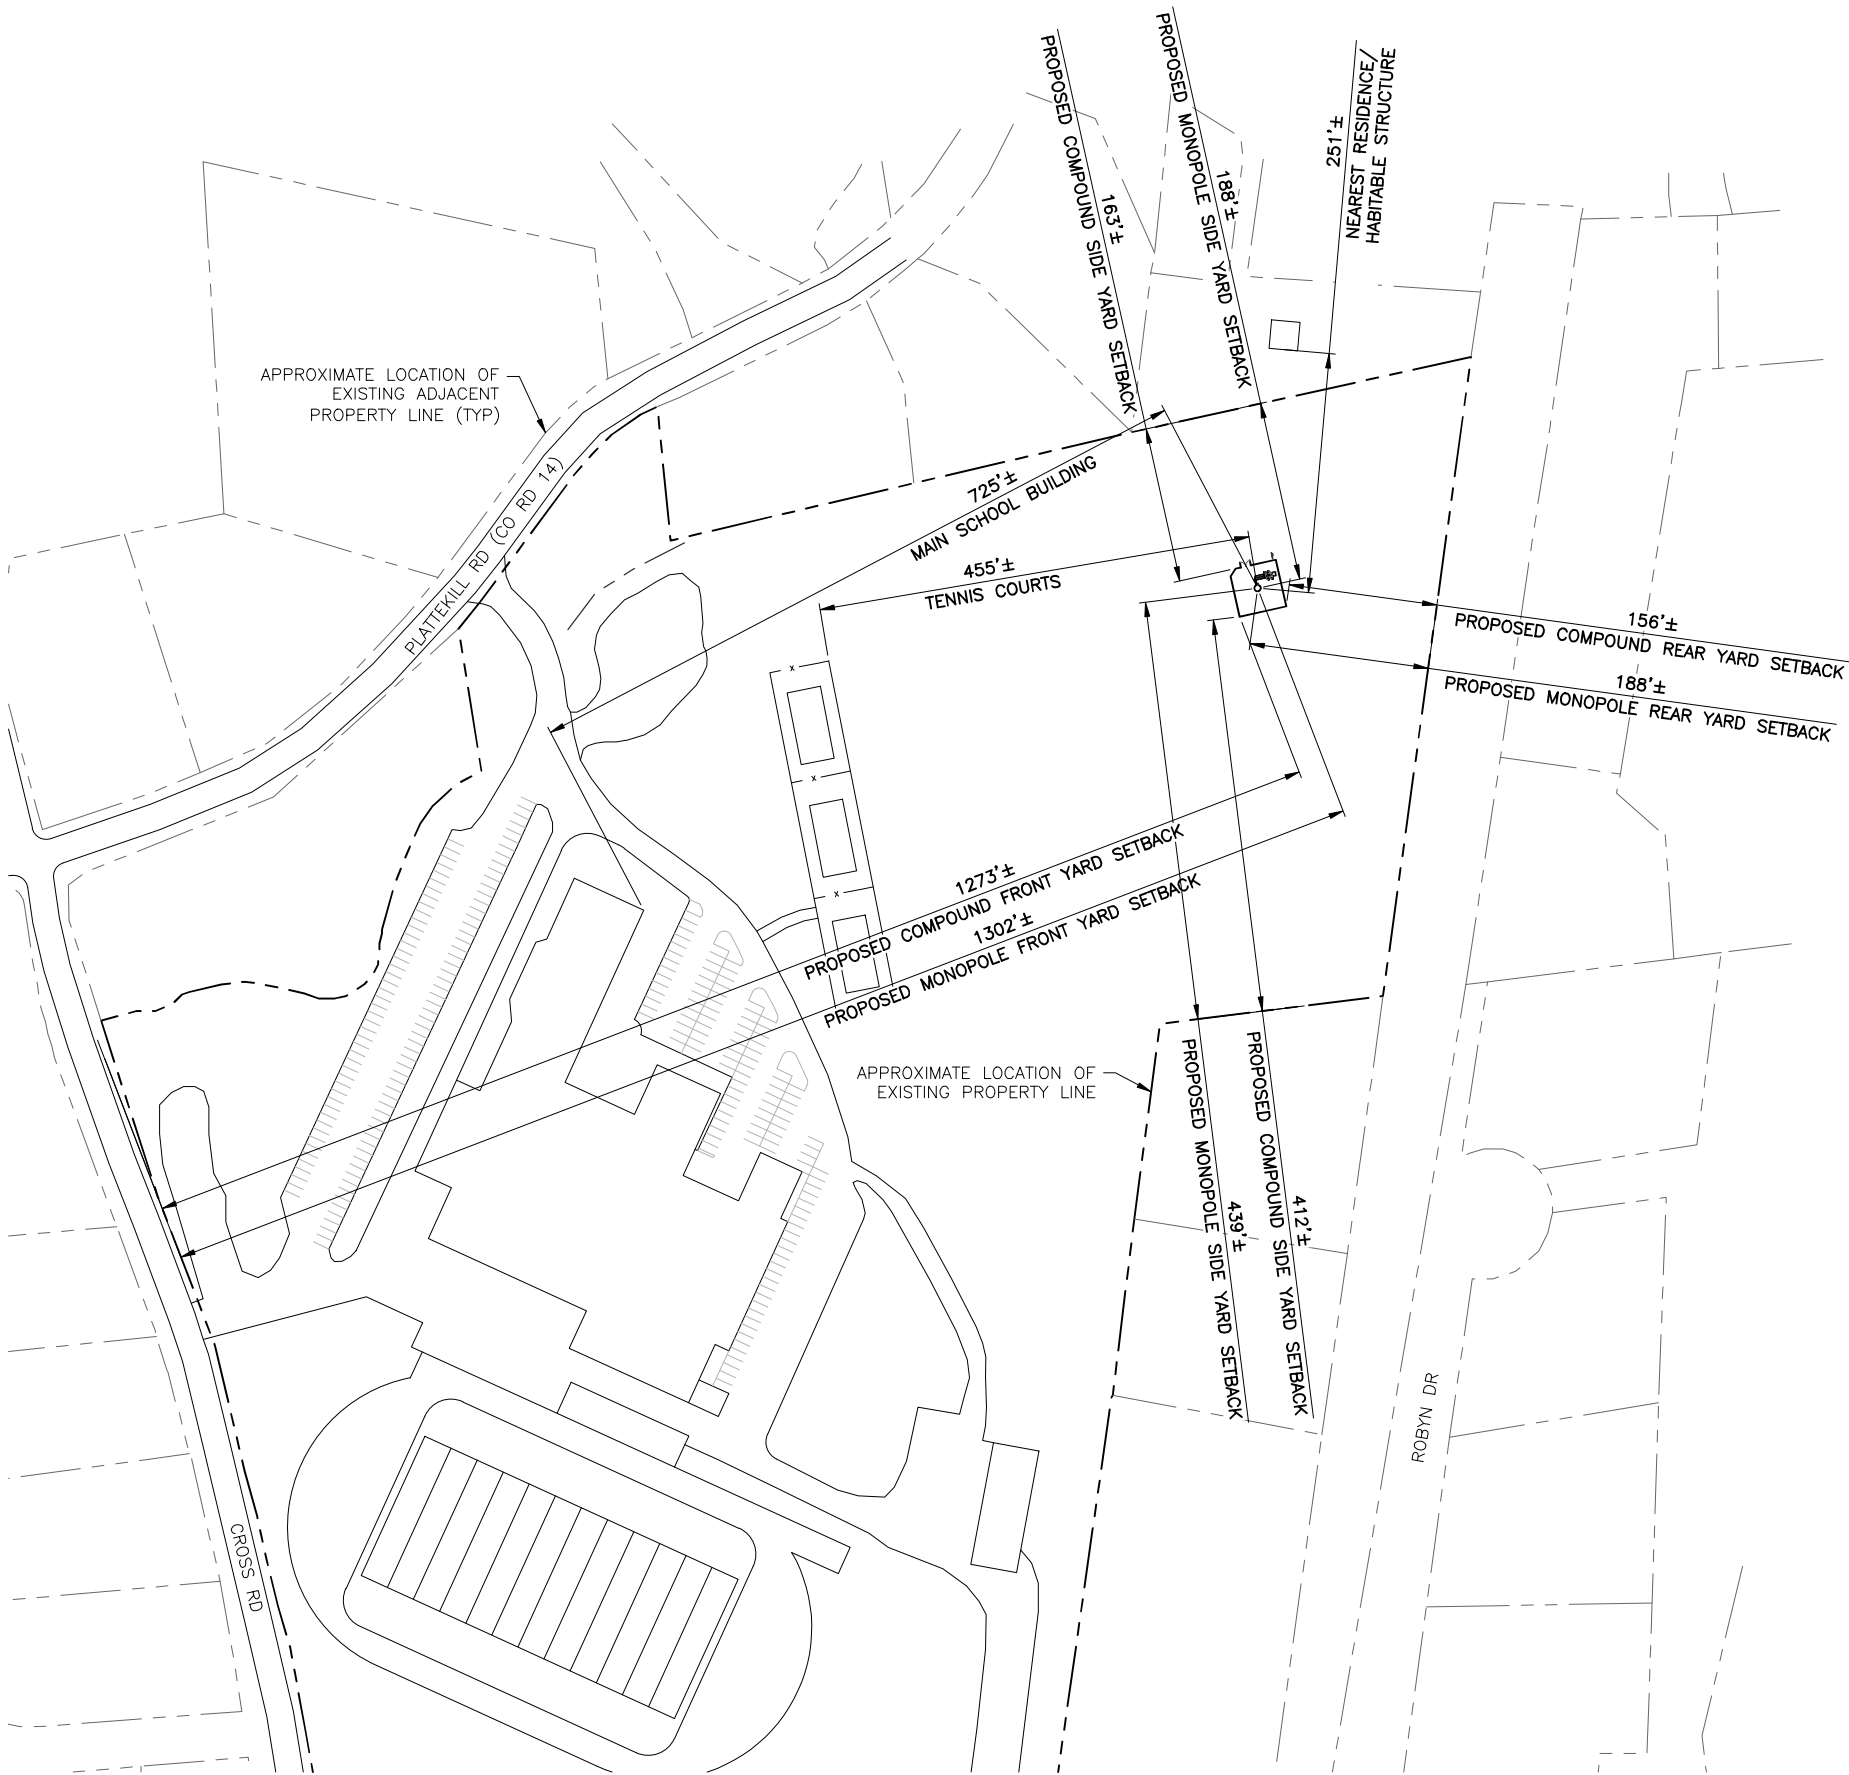 PROPOSED COMPOUND SIDE YARD SETBACK
163'±
PROPOSED MONOPOLE SIDE YARD SETBACK
188'±
251'±
NEAREST RESIDENCE/
HABITABLE STRUCTURE
APPROXIMATE LOCATION OF
EXISTING ADJACENT
PROPERTY LINE (TYP)
PLATTEKILL RD (CO RD 14)
725'±
MAIN SCHOOL BUILDING
455'±
TENNIS COURTS
156'±
PROPOSED COMPOUND REAR YARD SETBACK
188'±
PROPOSED MONOPOLE REAR YARD SETBACK
x
x
x
1273'±
PROPOSED COMPOUND FRONT YARD SETBACK
1302'±
PROPOSED MONOPOLE FRONT YARD SETBACK
APPROXIMATE LOCATION OF
EXISTING PROPERTY LINE
439'±
PROPOSED MONOPOLE SIDE YARD SETBACK
412'±
PROPOSED COMPOUND SIDE YARD SETBACK
ROBYN DR
CROSS RD